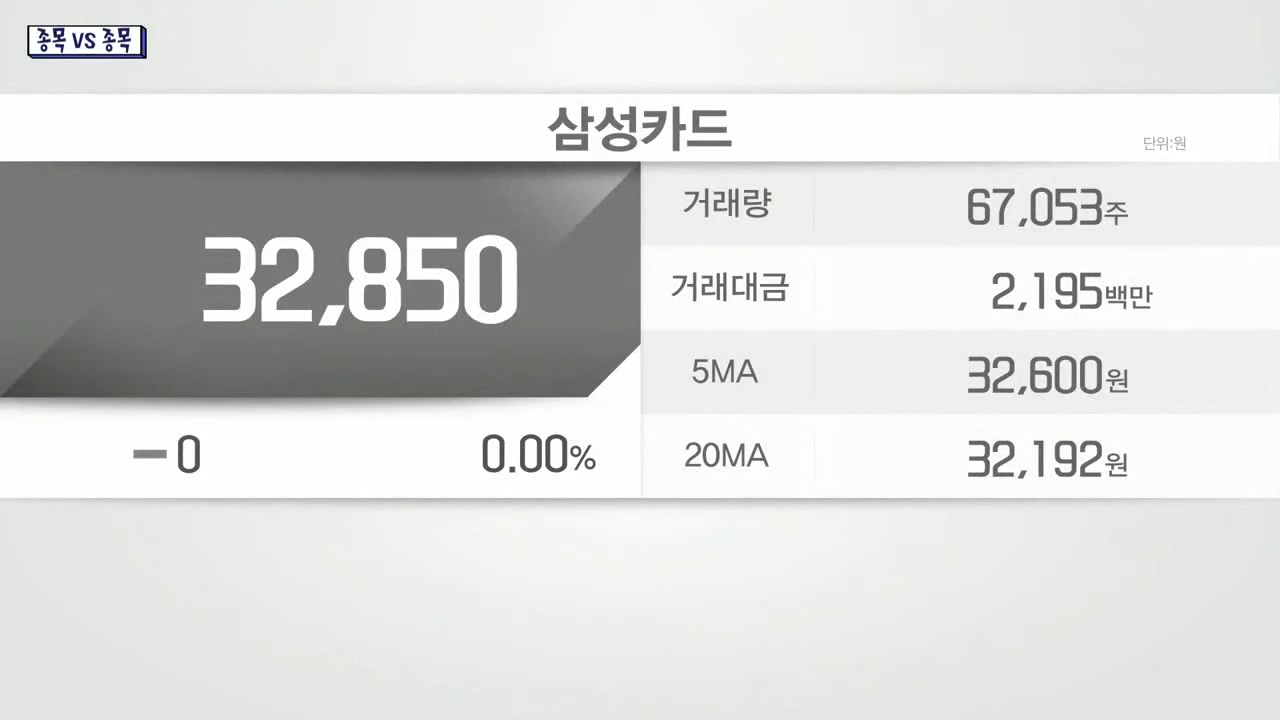 종목 VS 종목
삼성카드
단위:원
32,850
0 0.00%
거래량 67,053주
거래대금 2,195백만
5MA 32,600원
20MA 32,192원